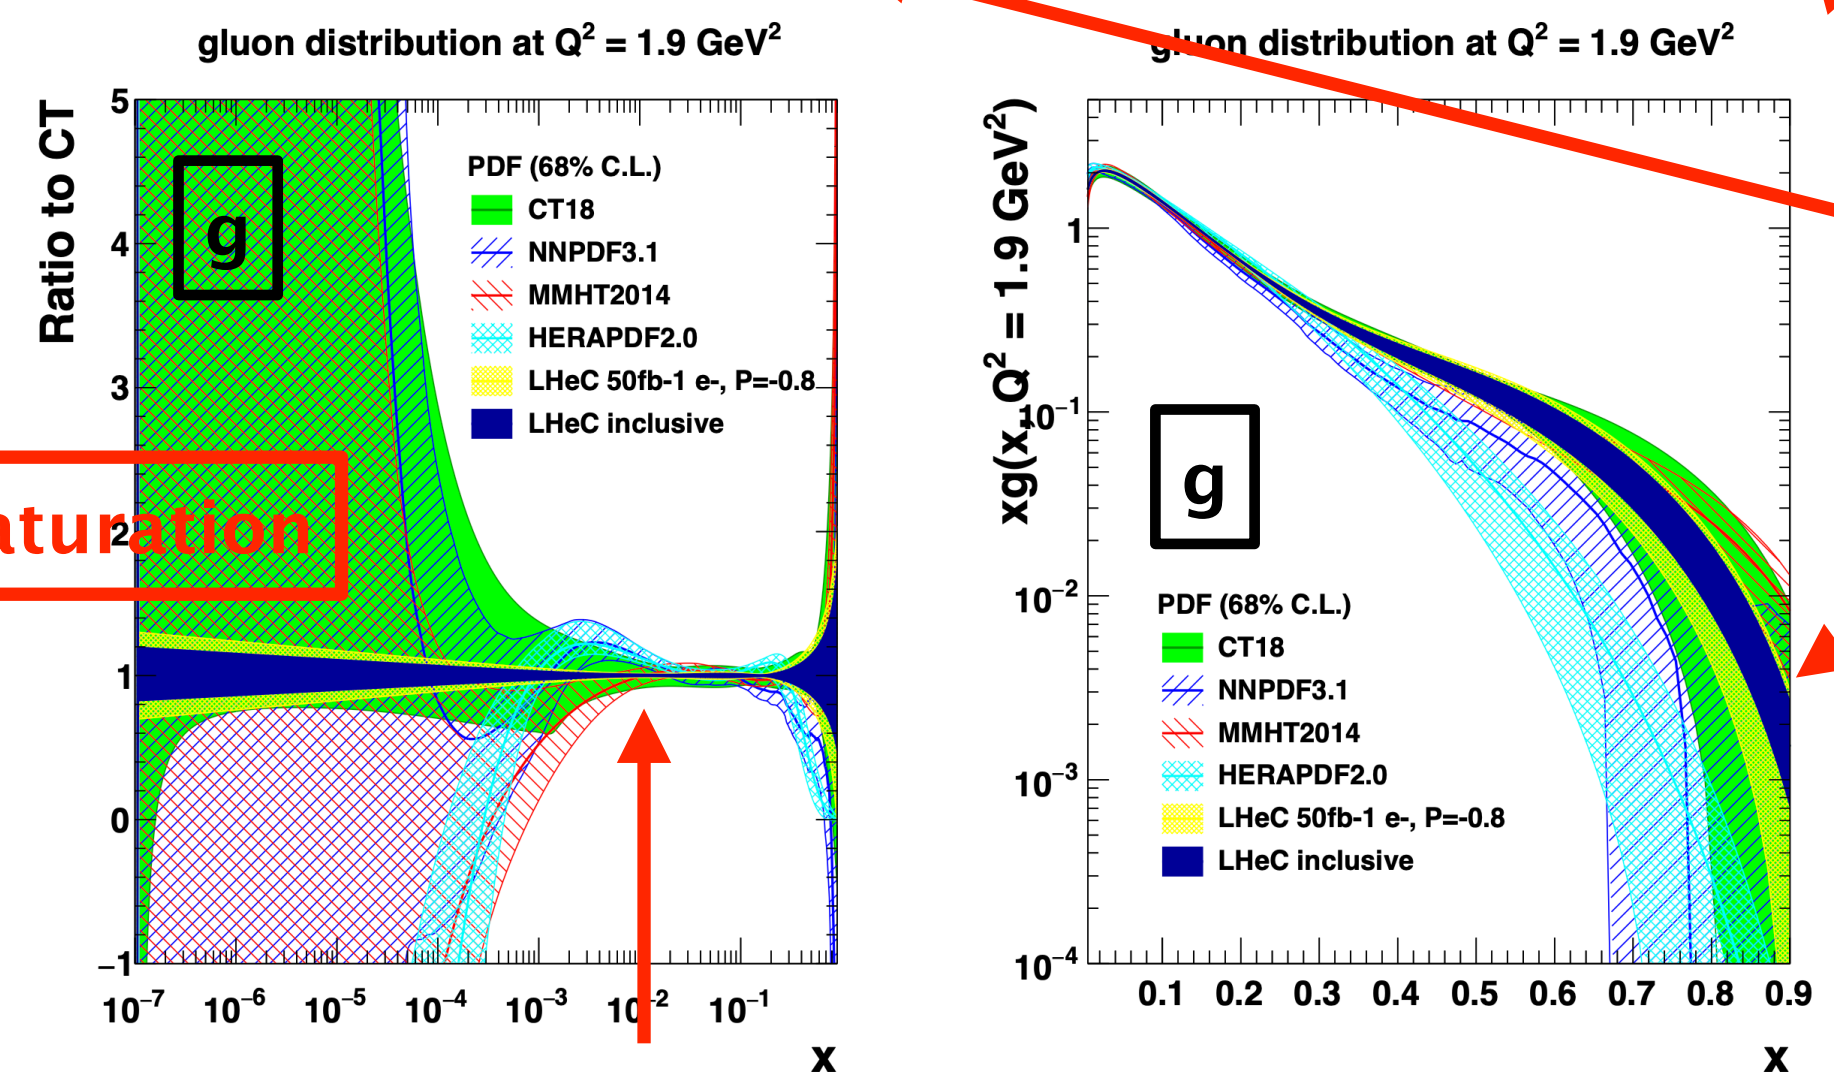 gluon distribution at Q² = 1.9 GeV²
Ratio to CT
5
4
3
2
1
0
−1
g
PDF (68% C.L.)
CT18
NNPDF3.1
MMHT2014
HERAPDF2.0
LHeC 50fb-1 e-, P=-0.8
LHeC inclusive
aturation
10⁻⁷ 10⁻⁶ 10⁻⁵ 10⁻⁴ 10⁻³ 10⁻² 10⁻¹
x
gluon distribution at Q² = 1.9 GeV²
xg(x, Q² = 1.9 GeV²)
1
10⁻¹
10⁻²
10⁻³
10⁻⁴
g
PDF (68% C.L.)
CT18
NNPDF3.1
MMHT2014
HERAPDF2.0
LHeC 50fb-1 e-, P=-0.8
LHeC inclusive
0.1 0.2 0.3 0.4 0.5 0.6 0.7 0.8 0.9
x